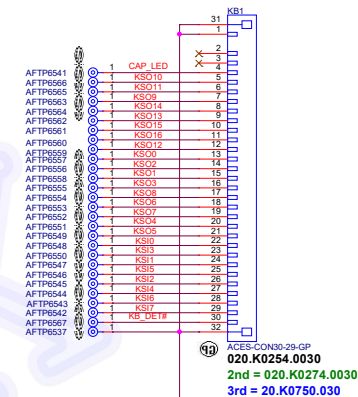 KB1
31
1
2
3
AFTP6541 1 CAP_LED 4
AFTP6566 1 KSO10 5
AFTP6565 1 KSO11 6
AFTP6563 1 KSO9 7
AFTP6564 1 KSO14 8
AFTP6562 1 KSO13 9
AFTP6561 1 KSO15 10
AFTP6560 1 KSO16 11
AFTP6559 1 KSO12 12
AFTP6557 1 KSO0 13
AFTP6556 1 KSO2 14
AFTP6558 1 KSO1 15
AFTP6555 1 KSO3 16
AFTP6554 1 KSO8 17
AFTP6553 1 KSO6 18
AFTP6552 1 KSO7 19
AFTP6551 1 KSO4 20
AFTP6549 1 KSO5 21
AFTP6548 1 KSI0 22
AFTP6550 1 KSI3 23
AFTP6547 1 KSI1 24
AFTP6546 1 KSI5 25
AFTP6545 1 KSI2 26
AFTP6544 1 KSI4 27
AFTP6543 1 KSI6 28
AFTP6542 1 KSI7 29
AFTP6567 1 KB_DET# 30
AFTP6537 1 32
ACES-CON30-29-GP
020.K0254.0030
2nd = 020.K0274.0030
3rd = 20.K0750.030